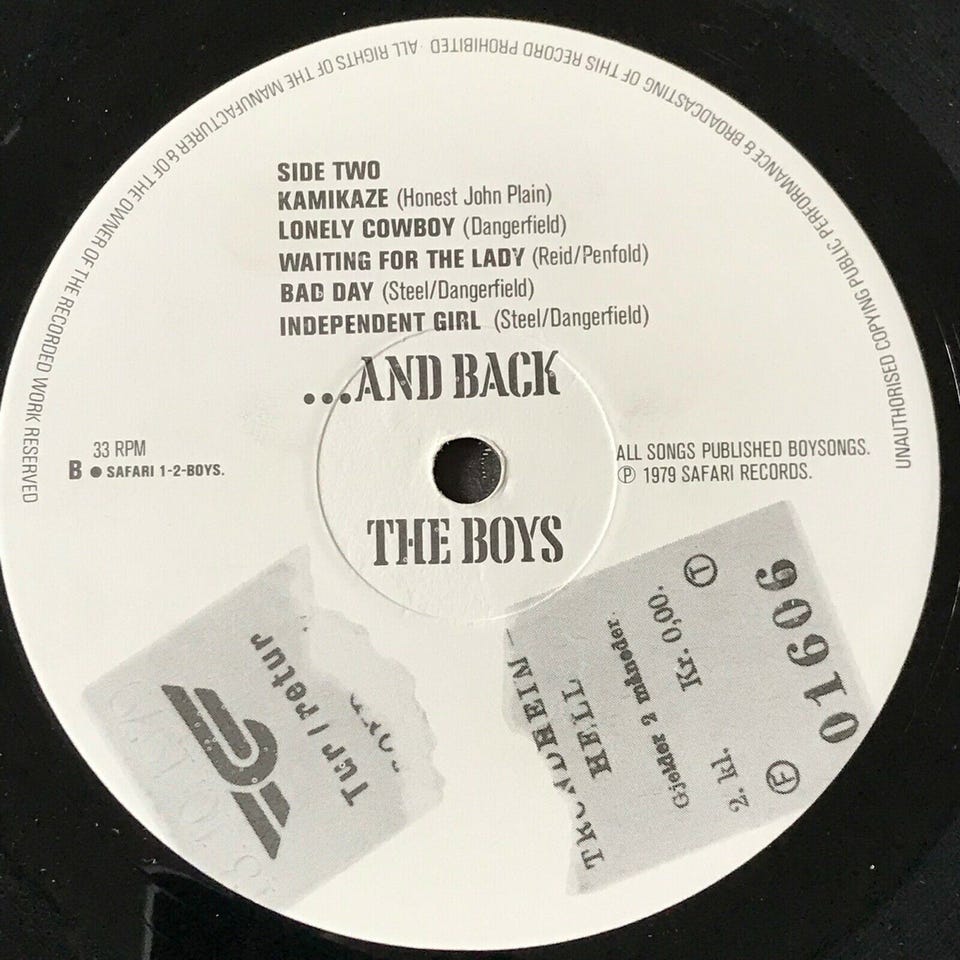 SIDE TWO
KAMIKAZE (Honest John Plain)
LONELY COWBOY (Dangerfield)
WAITING FOR THE LADY (Reid/Penfold)
BAD DAY (Steel/Dangerfield)
INDEPENDENT GIRL (Steel/Dangerfield)
...AND BACK
33 RPM
B ● SAFARI 1-2-BOYS.
ALL SONGS PUBLISHED BOYSONGS.
℗ 1979 SAFARI RECORDS.
THE BOYS
Tur/retur
TRONDHEIM –
HELL
Gjelder 2 måneder.
2. kl. Kr. 0,00.
F T
01606
UNAUTHORISED COPYING PUBLIC PERFORMANCE & BROADCASTING OF THIS RECORD PROHIBITED · ALL RIGHTS OF THE MANUFACTURER & OF THE OWNER OF THE RECORDED WORK RESERVED